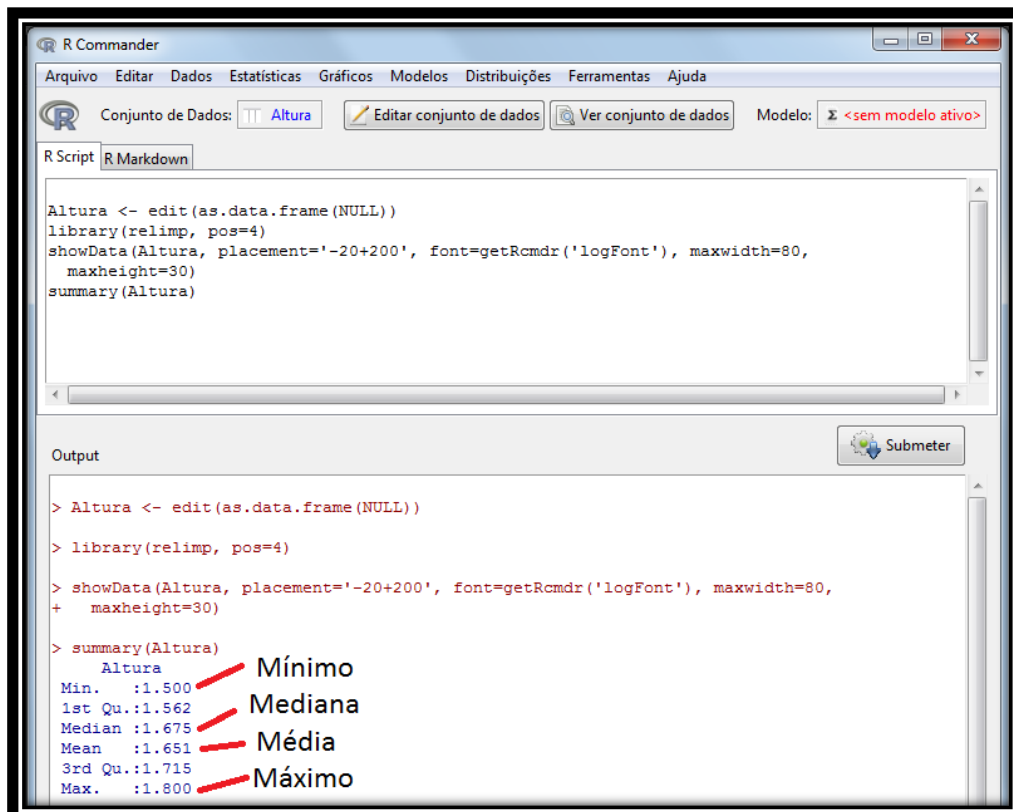 R Commander
Arquivo Editar Dados Estatísticas Gráficos Modelos Distribuições Ferramentas Ajuda
R Conjunto de Dados: Altura Editar conjunto de dados Ver conjunto de dados Modelo: Σ <sem modelo ativo>
R Script R Markdown
Altura <- edit(as.data.frame(NULL))
library(relimp, pos=4)
showData(Altura, placement='-20+200', font=getRcmdr('logFont'), maxwidth=80,
  maxheight=30)
summary(Altura)
Submeter
Output
> Altura <- edit(as.data.frame(NULL))
> library(relimp, pos=4)
> showData(Altura, placement='-20+200', font=getRcmdr('logFont'), maxwidth=80,
+   maxheight=30)
> summary(Altura)
Altura
Min.   :1.500 Mínimo
1st Qu.:1.562
Median :1.675 Mediana
Mean   :1.651 Média
3rd Qu.:1.715
Max.   :1.800 Máximo